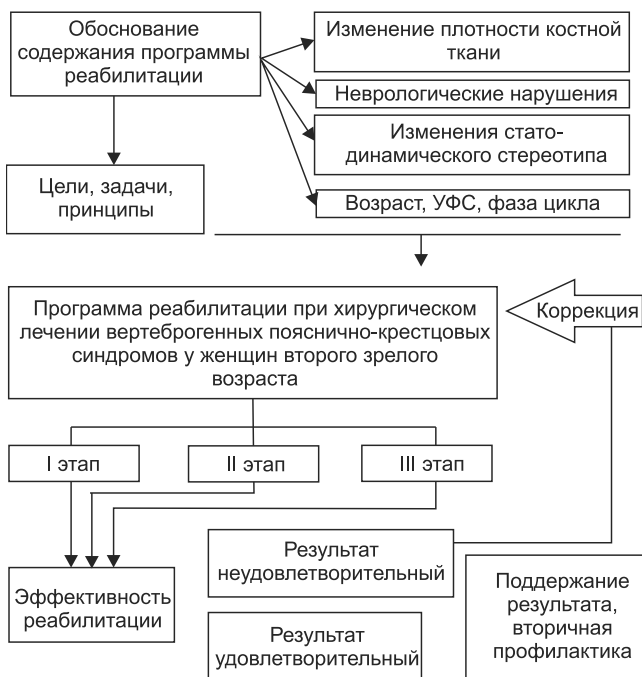 Обоснование
содержания программы
реабилитации
Изменение плотности костной
ткани
Неврологические нарушения
Изменения стато-
динамического стереотипа
Возраст, УФС, фаза цикла
Цели, задачи,
принципы
Программа реабилитации при хирургическом
лечении вертеброгенных пояснично-крестцовых
синдромов у женщин второго зрелого
возраста
Коррекция
I этап
II этап
III этап
Эффективность
реабилитации
Результат
неудовлетворительный
Результат
удовлетворительный
Поддержание
результата,
вторичная
профилактика